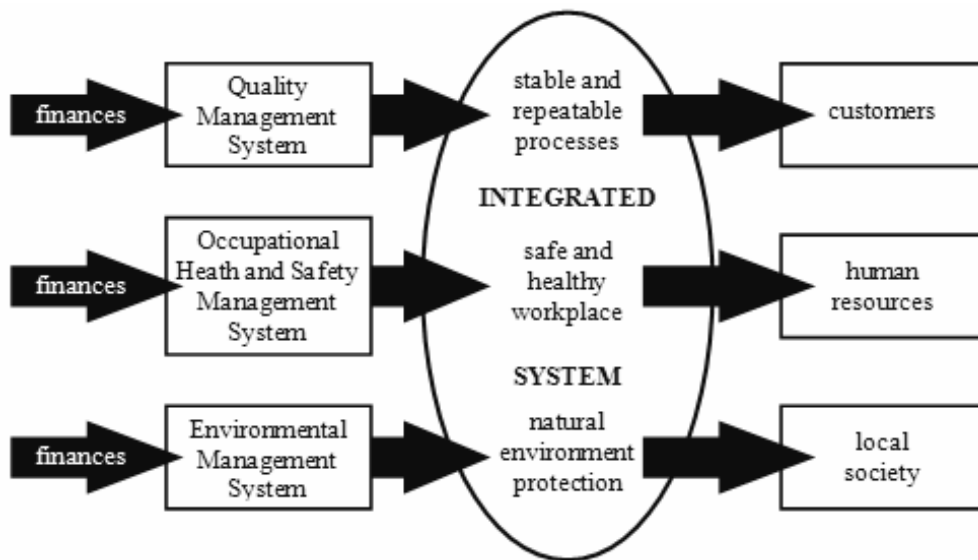 finances
Quality
Management
System
stable and
repeatable
processes
customers
INTEGRATED
finances
Occupational
Heath and Safety
Management
System
safe and
healthy
workplace
human
resources
SYSTEM
finances
Environmental
Management
System
natural
environment
protection
local
society